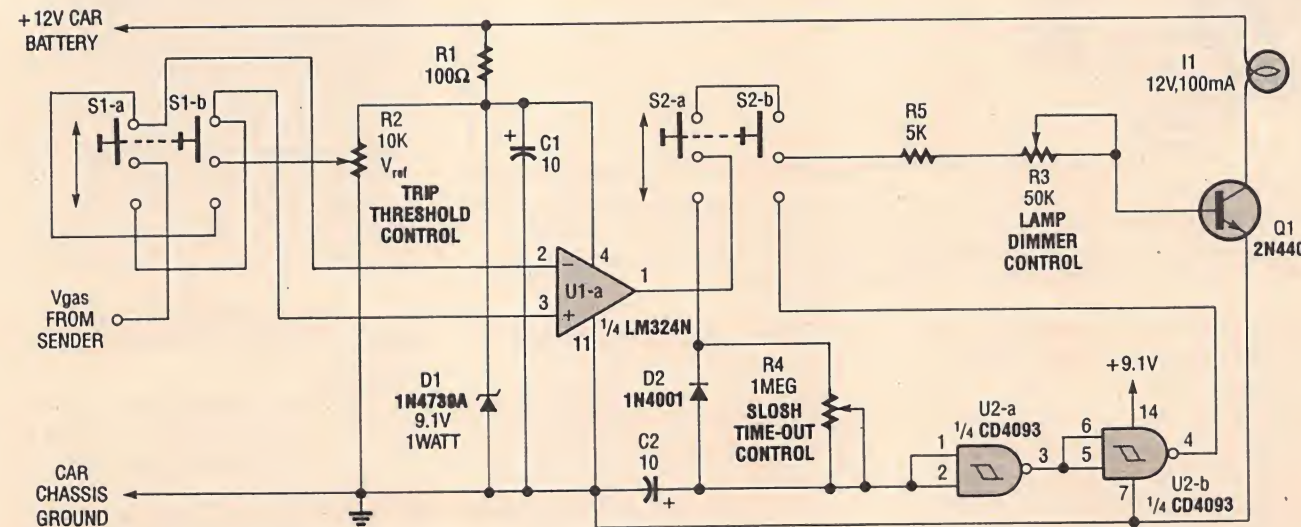 +12V CAR
BATTERY
R1
100Ω
I1
12V,100mA
S1-a
S1-b
R2
10K
Vref
TRIP
THRESHOLD
CONTROL
+
C1
10
S2-a
S2-b
R5
5K
R3
50K
LAMP
DIMMER
CONTROL
Q1
Vgas
FROM
SENDER
2
−
4
U1-a
1
3
+
11
1/4 LM324N
D1
1N4739A
9.1V
1WATT
D2
1N4001
R4
1MEG
SLOSH
TIME-OUT
CONTROL
C2
10
+
+9.1V
14
U2-a
1/4 CD4093
1
2
3
6
5
4
7
U2-b
1/4 CD4093
CAR
CHASSIS
GROUND